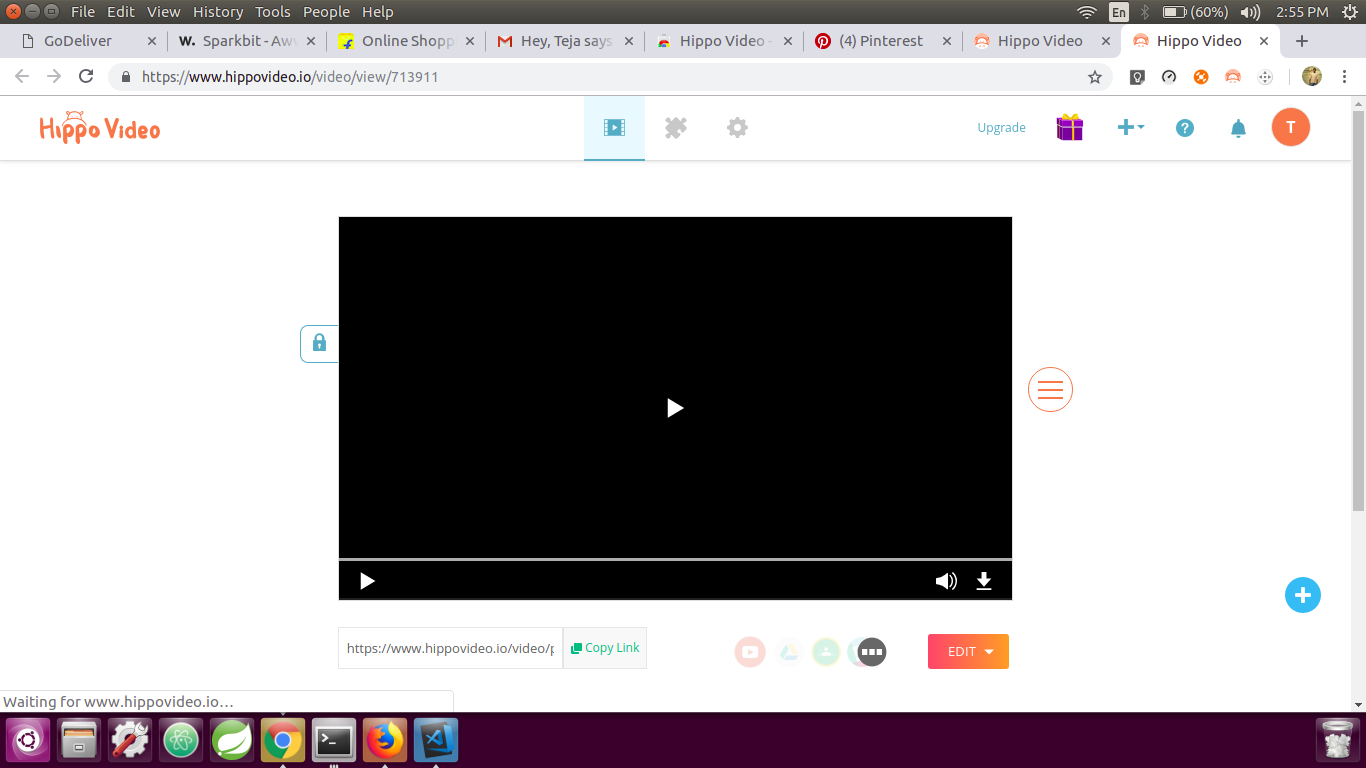 File Edit View History Tools People Help
En
(60%)
2:55 PM
GoDeliver
Sparkbit - Aw
Online Shopp
Hey, Teja says
Hippo Video -
(4) Pinterest
Hippo Video
Hippo Video
https://www.hippovideo.io/video/view/713911
Hippo Video
Upgrade
T
https://www.hippovideo.io/video/p
Copy Link
EDIT
Waiting for www.hippovideo.io...